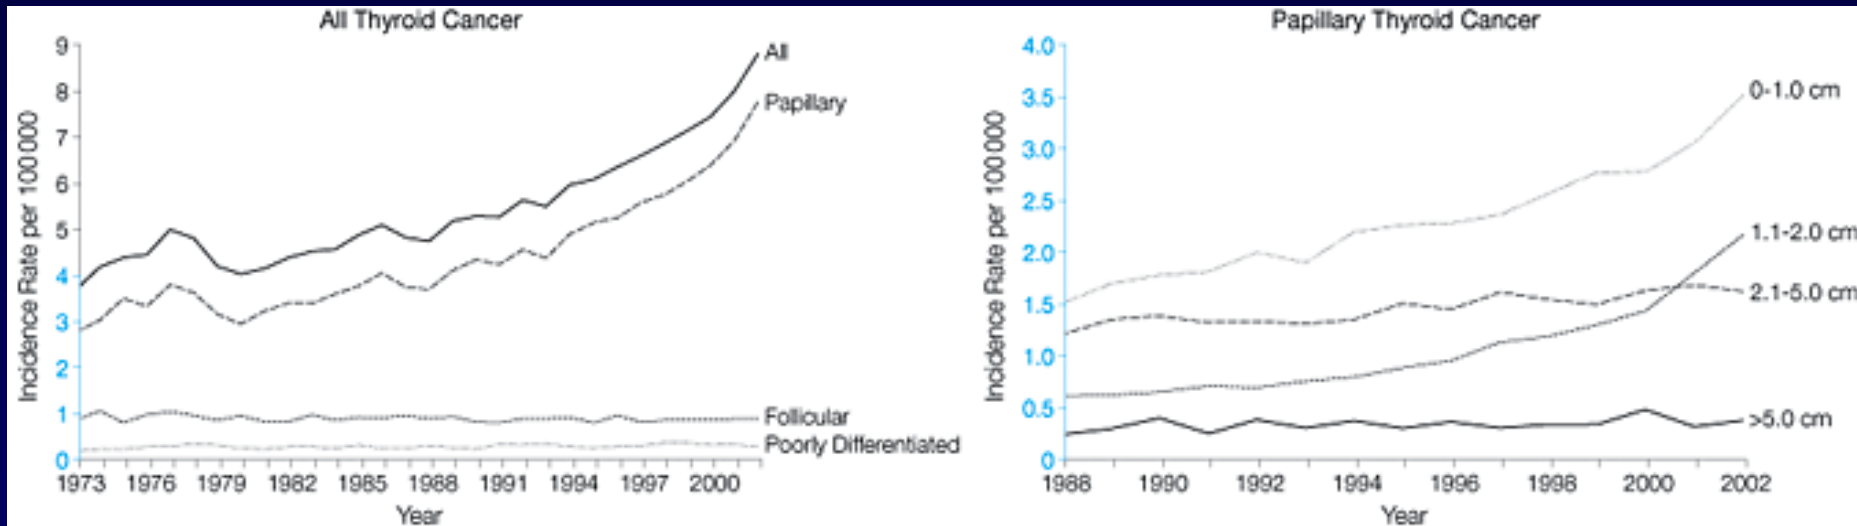 All Thyroid Cancer
Incidence Rate per 100 000
9
8
7
6
5
4
3
2
1
0
All
Papillary
Follicular
Poorly Differentiated
1973 1976 1979 1982 1985 1988 1991 1994 1997 2000
Year
Papillary Thyroid Cancer
Incidence Rate per 100 000
4.0
3.5
3.0
2.5
2.0
1.5
1.0
0.5
0
0-1.0 cm
1.1-2.0 cm
2.1-5.0 cm
>5.0 cm
1988 1990 1992 1994 1996 1998 2000 2002
Year